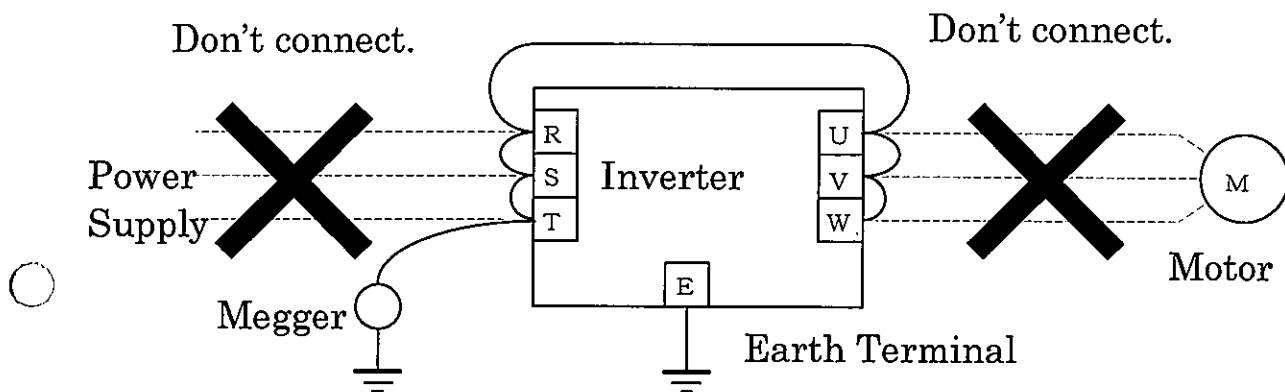 Don't connect.
Don't connect.
R
U
Power
S
Inverter
V
M
Supply
T
W
Motor
E
Megger
Earth Terminal